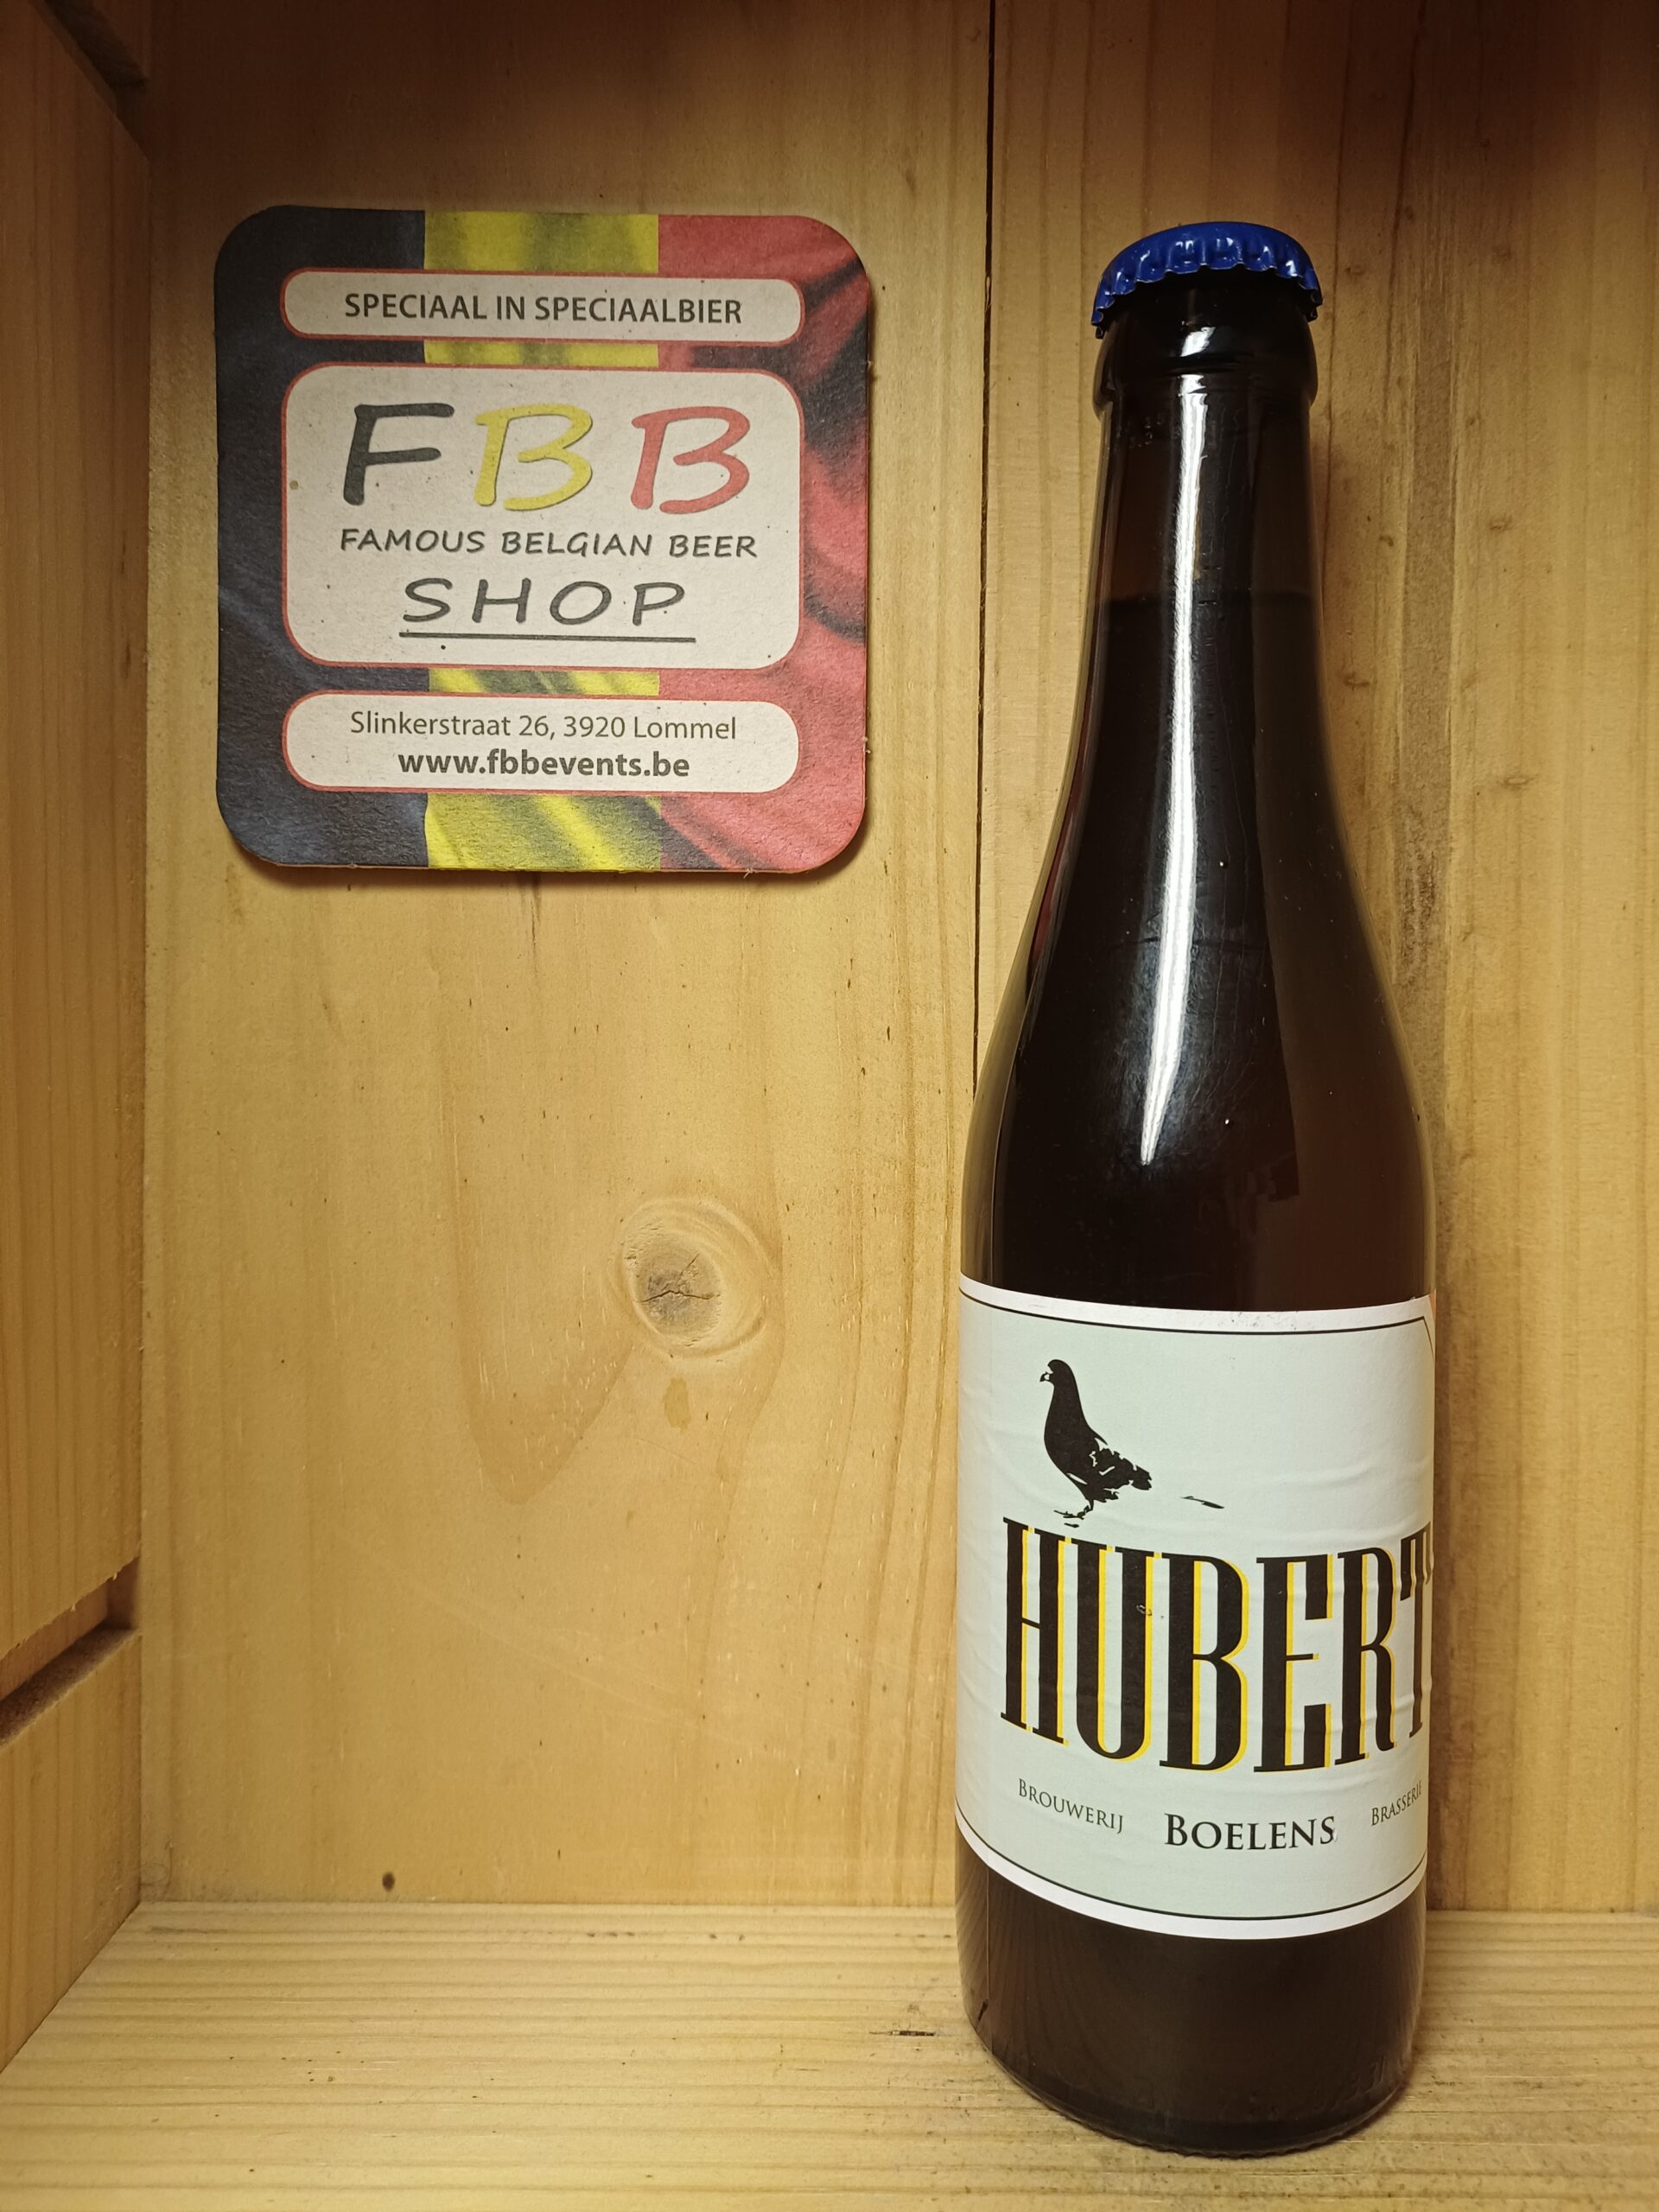 SPECIAAL IN SPECIAALBIER
FBB
FAMOUS BELGIAN BEER
SHOP
Slinkerstraat 26, 3920 Lommel
www.fbbevents.be
HUBERT
BROUWERIJ BOELENS BRASSERIE